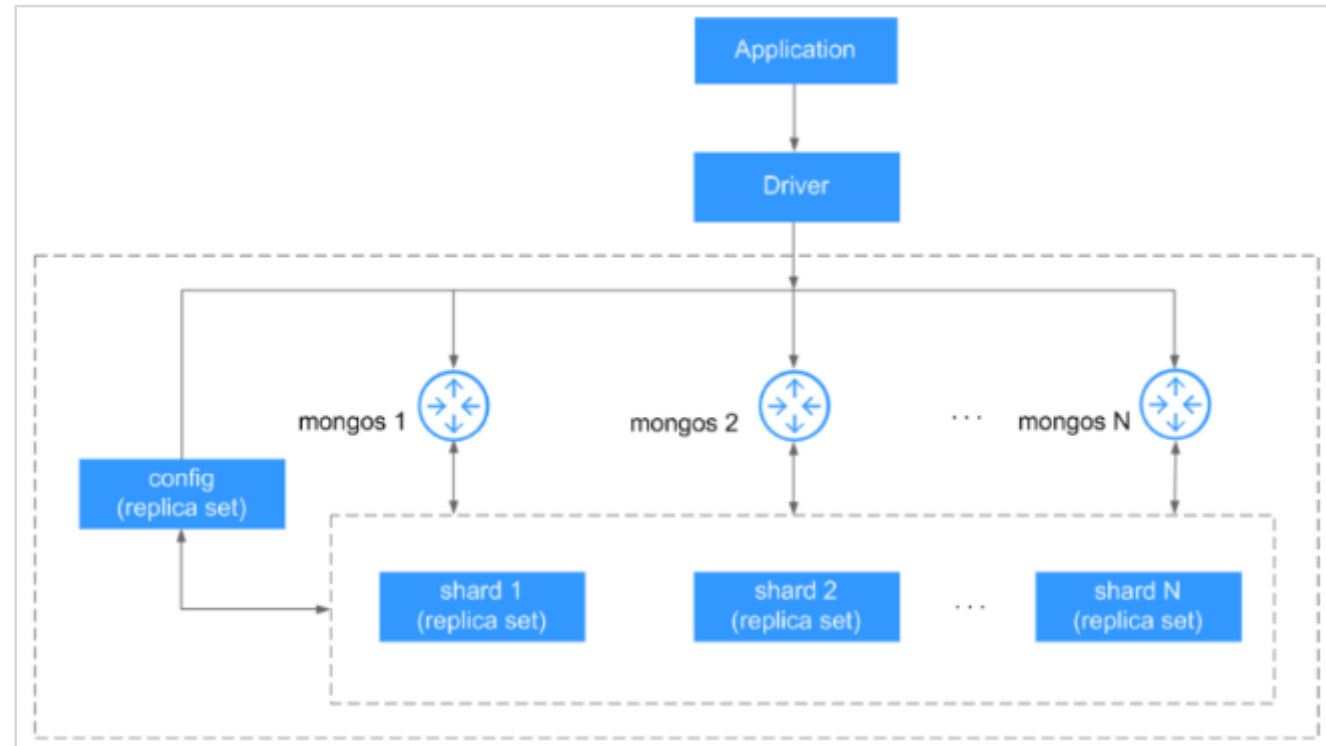 Application
Driver
mongos 1
mongos 2
... mongos N
config
(replica set)
shard 1
(replica set)
shard 2
(replica set)
...
shard N
(replica set)